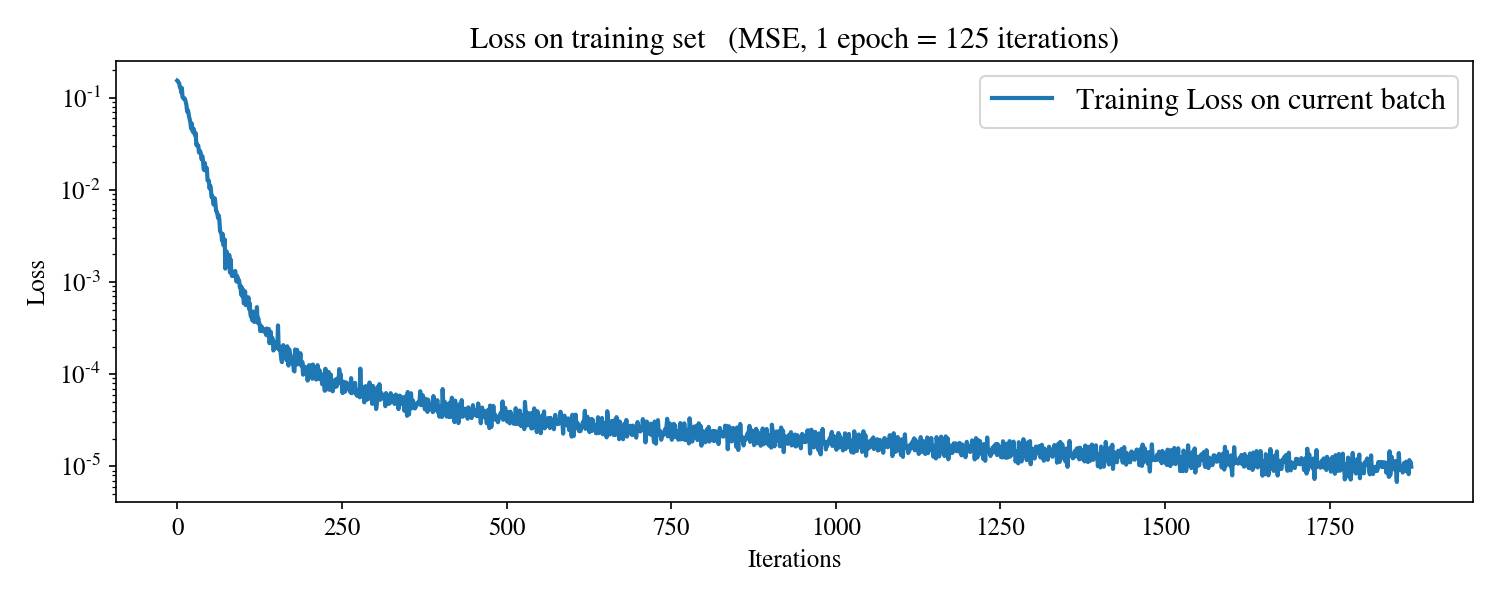 Loss on training set   (MSE, 1 epoch = 125 iterations)
Training Loss on current batch
Loss
10⁻¹
10⁻²
10⁻³
10⁻⁴
10⁻⁵
0 250 500 750 1000 1250 1500 1750
Iterations